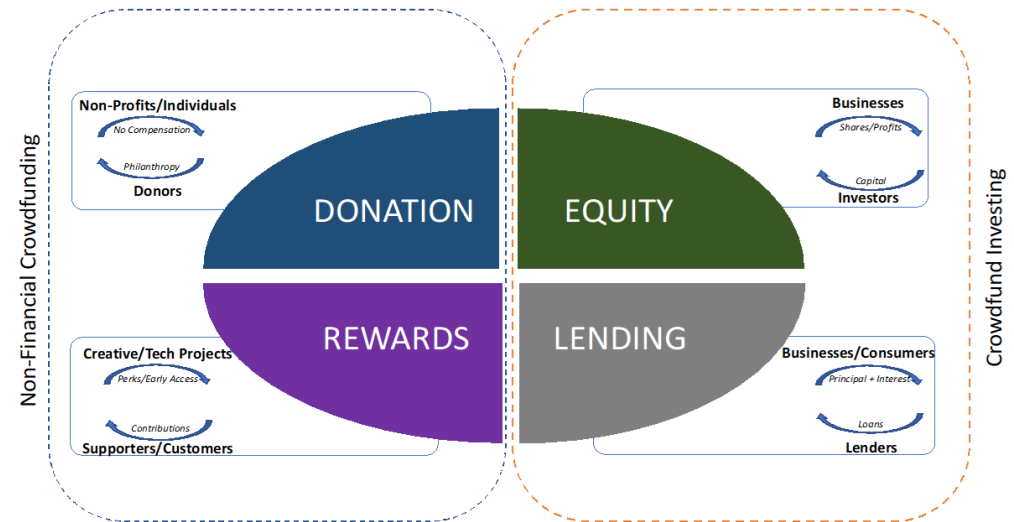 Non-Financial Crowdfunding
Non-Profits/Individuals
No Compensation
Philanthropy
Donors
DONATION
EQUITY
Businesses
Shares/Profits
Capital
Investors
Creative/Tech Projects
Perks/Early Access
Contributions
Supporters/Customers
REWARDS
LENDING
Businesses/Consumers
Principal + Interest
Loans
Lenders
Crowdfund Investing